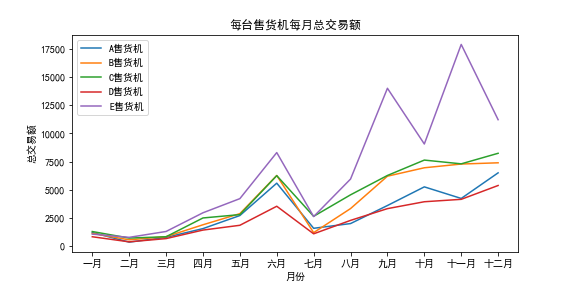 每台售货机每月总交易额
A售货机
B售货机
C售货机
D售货机
E售货机
总交易额
17500
15000
12500
10000
7500
5000
2500
0
一月 二月 三月 四月 五月 六月 七月 八月 九月 十月 十一月 十二月
月份